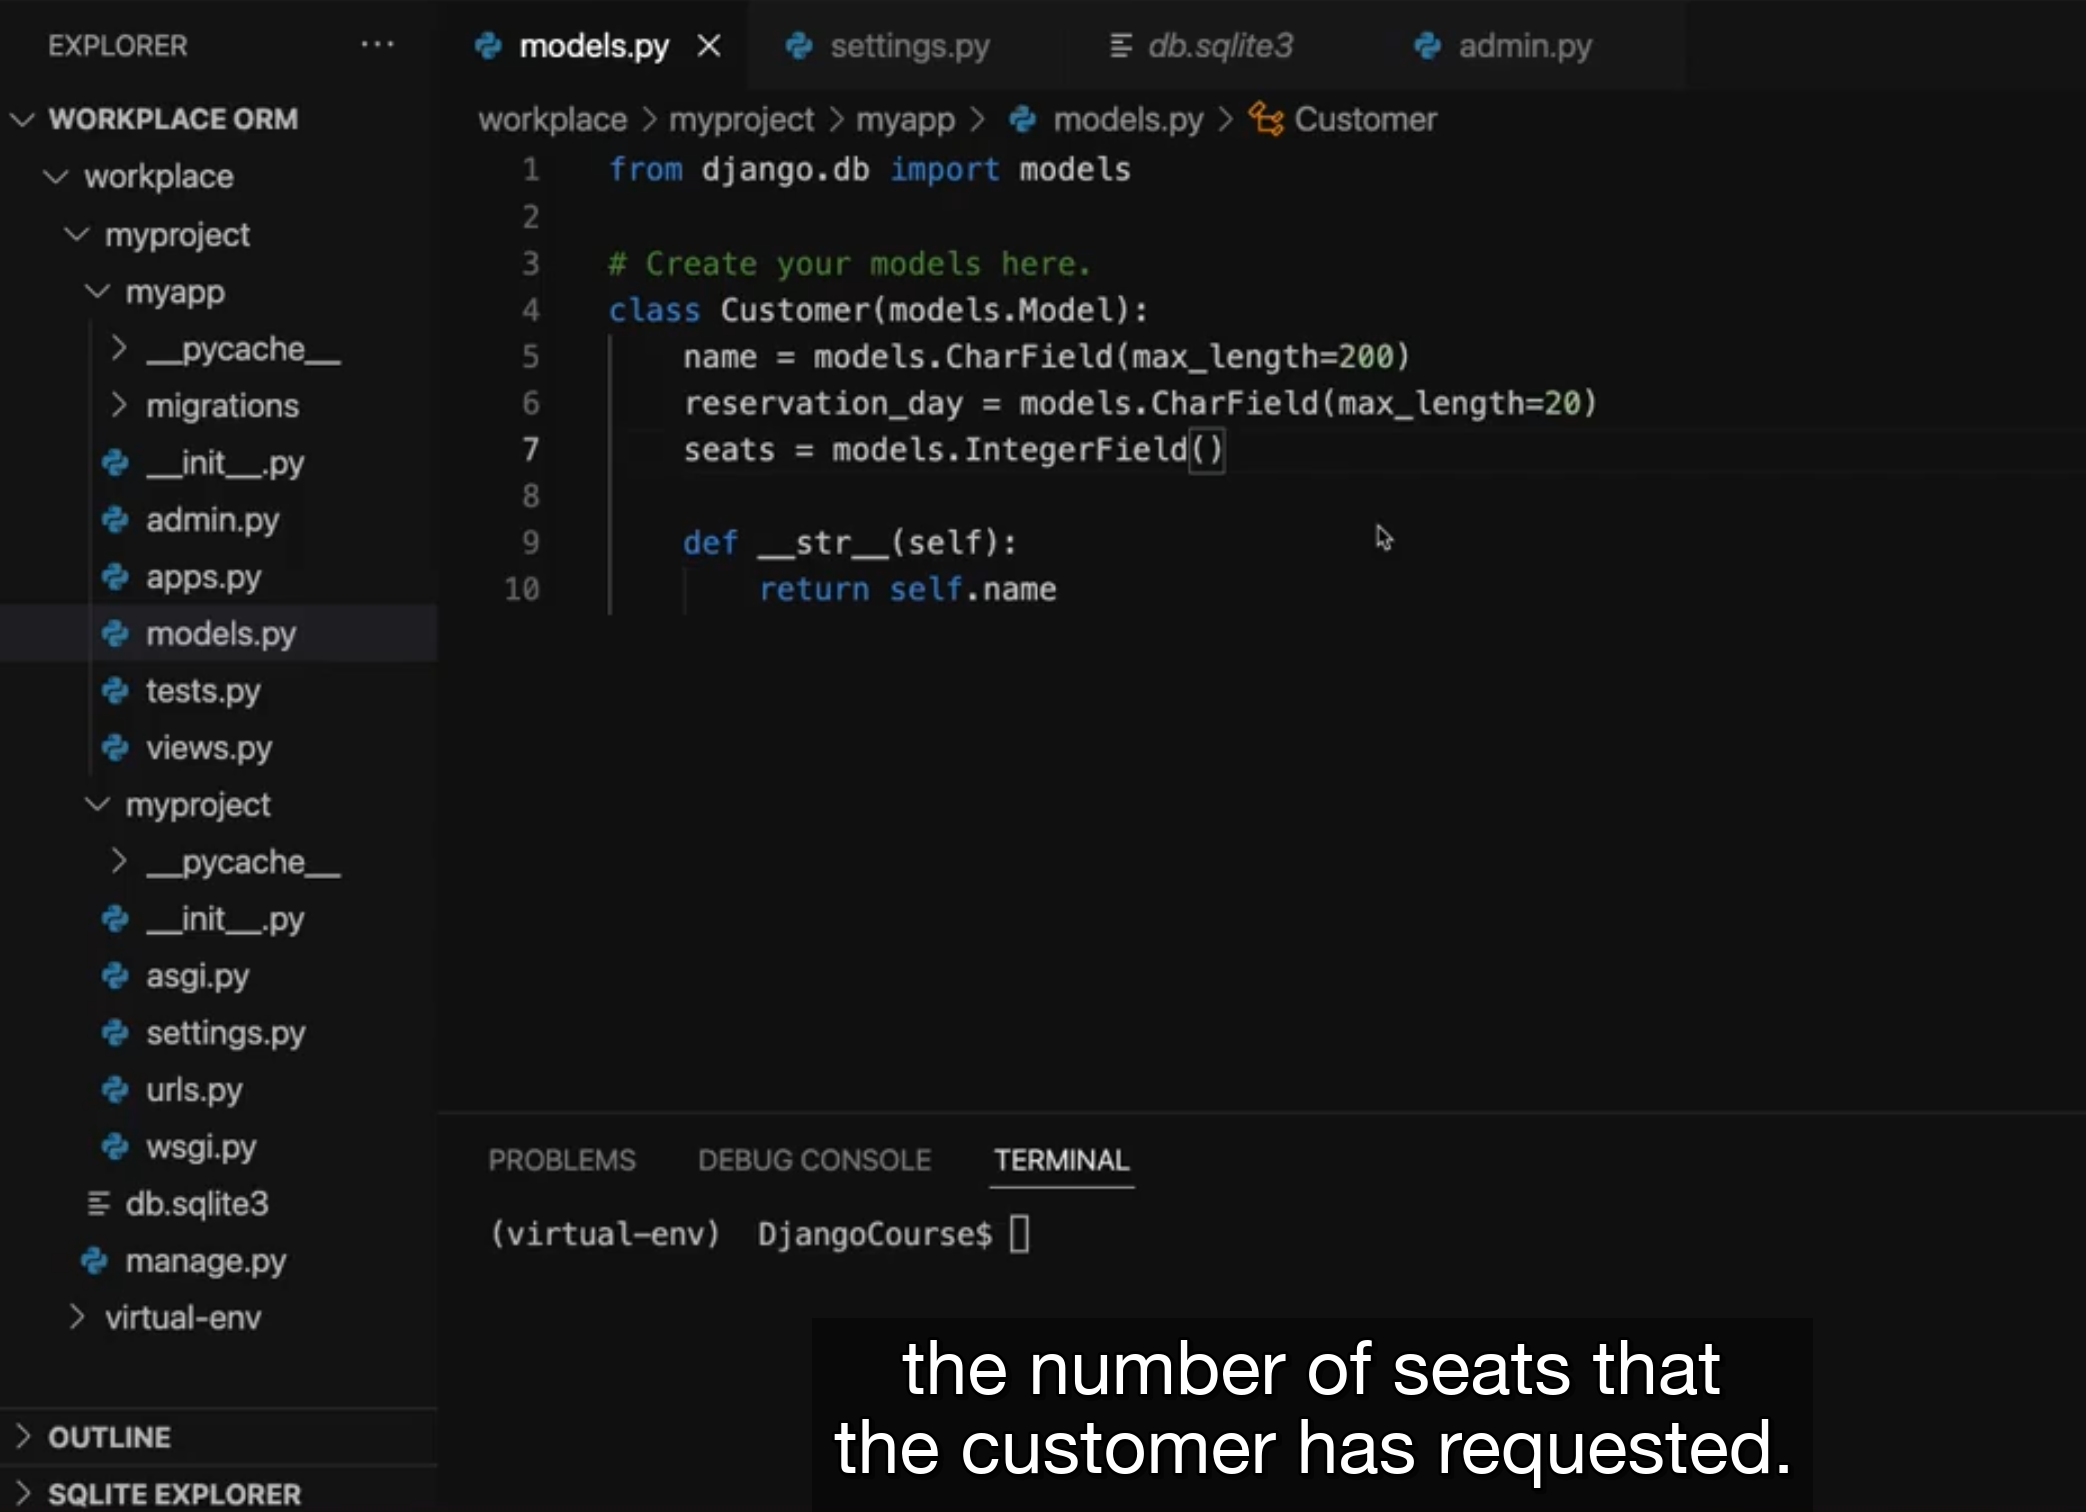 EXPLORER ···
WORKPLACE ORM
workplace
myproject
myapp
__pycache__
migrations
__init__.py
admin.py
apps.py
models.py
tests.py
views.py
myproject
__pycache__
__init__.py
asgi.py
settings.py
urls.py
wsgi.py
db.sqlite3
manage.py
virtual-env
OUTLINE
SQLITE EXPLORER
models.py settings.py db.sqlite3 admin.py
workplace > myproject > myapp > models.py > Customer
1 from django.db import models
2
3 # Create your models here.
4 class Customer(models.Model):
5 name = models.CharField(max_length=200)
6 reservation_day = models.CharField(max_length=20)
7 seats = models.IntegerField()
8
9 def __str__(self):
10 return self.name
PROBLEMS DEBUG CONSOLE TERMINAL
(virtual-env) DjangoCourse$
the number of seats that
the customer has requested.